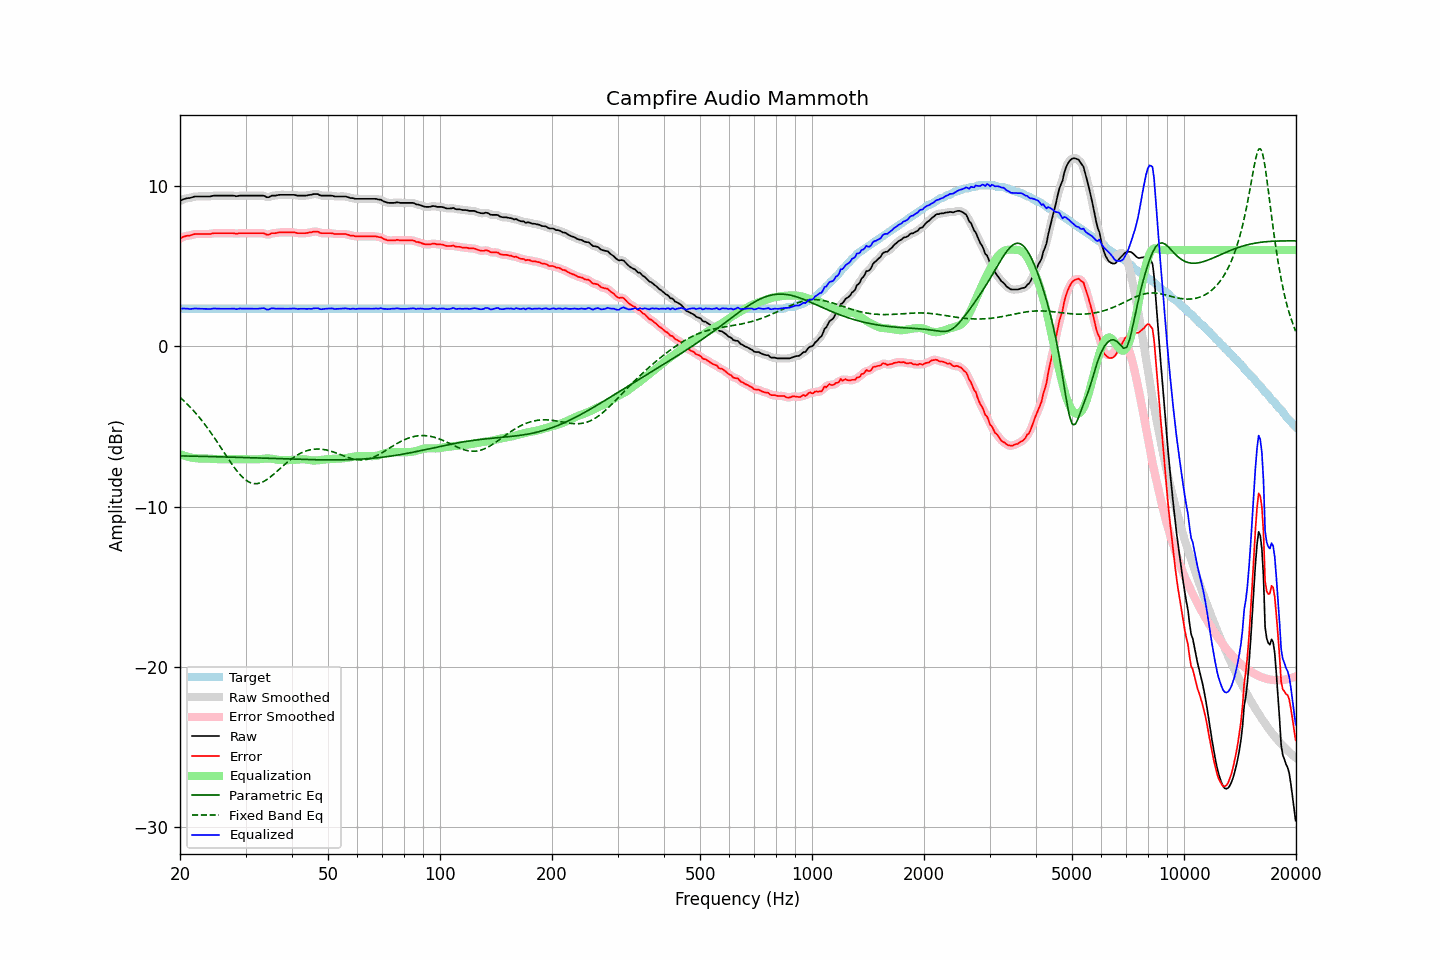 Campfire Audio Mammoth
Amplitude (dBr)
10
0
−10
−20
−30
Target
Raw Smoothed
Error Smoothed
Raw
Error
Equalization
Parametric Eq
Fixed Band Eq
Equalized
20 50 100 200 500 1000 2000 5000 10000 20000
Frequency (Hz)